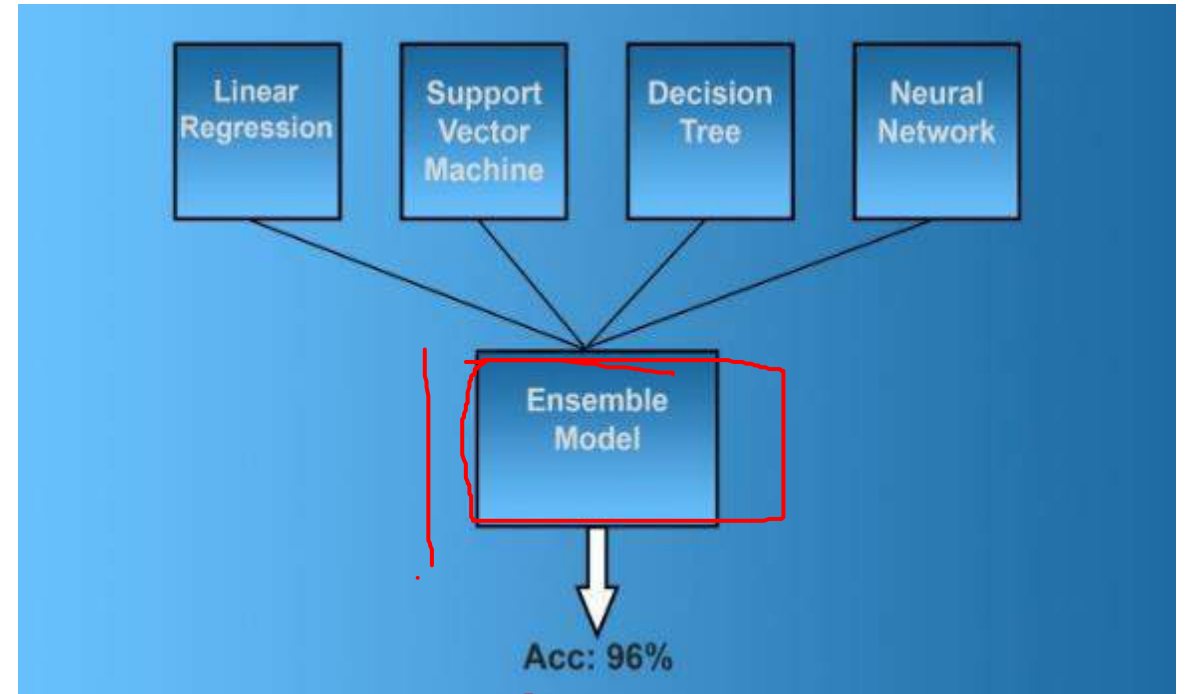 Linear
Regression
Support
Vector
Machine
Decision
Tree
Neural
Network
Ensemble
Model
Acc: 96%